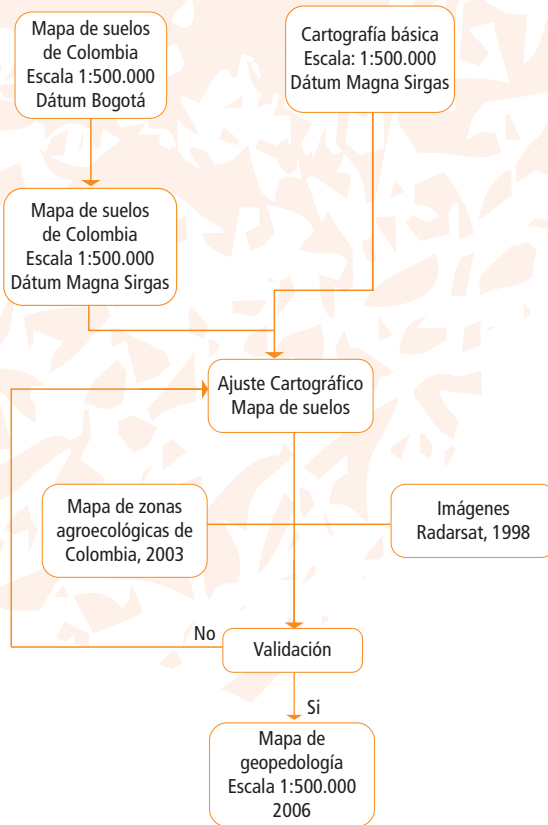 Mapa de suelos
de Colombia
Escala 1:500.000
Dátum Bogotá
Cartografía básica
Escala: 1:500.000
Dátum Magna Sirgas
Mapa de suelos
de Colombia
Escala 1:500.000
Dátum Magna Sirgas
Ajuste Cartográfico
Mapa de suelos
Mapa de zonas
agroecológicas de
Colombia, 2003
Imágenes
Radarsat, 1998
No
Validación
Si
Mapa de
geopedología
Escala 1:500.000
2006